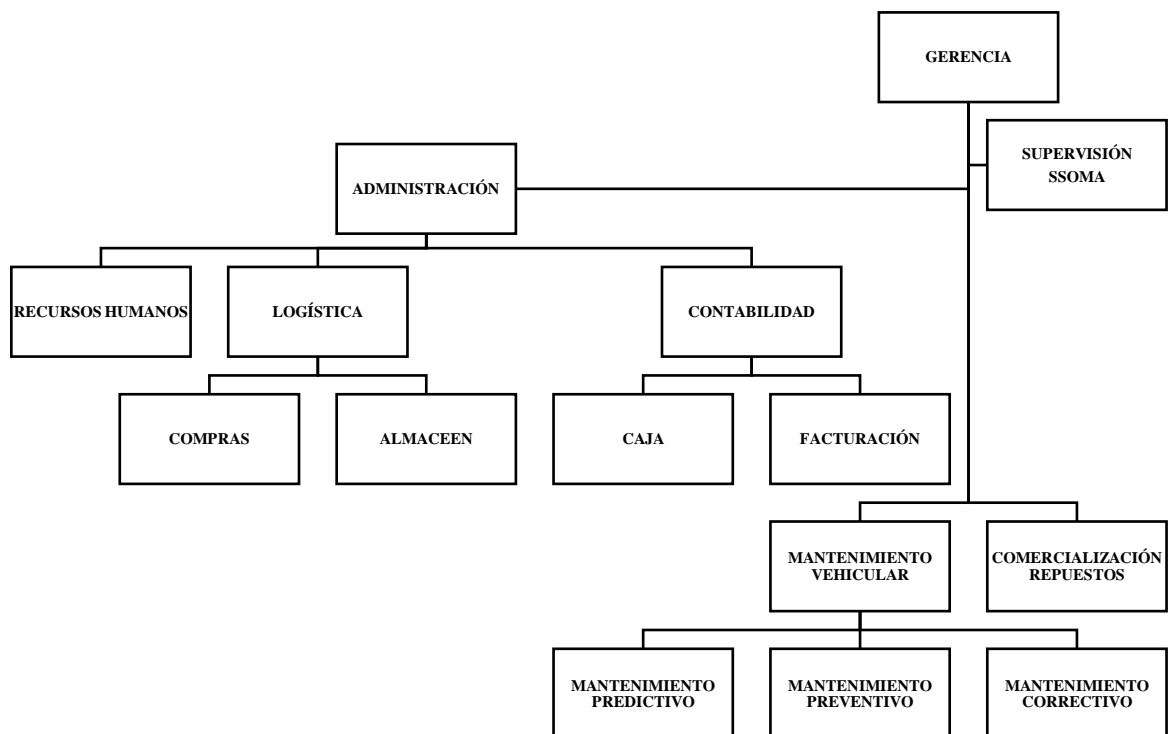 GERENCIA
SUPERVISIÓN
SSOMA
ADMINISTRACIÓN
RECURSOS HUMANOS
LOGÍSTICA
CONTABILIDAD
COMPRAS
ALMACEEN
CAJA
FACTURACIÓN
MANTENIMIENTO
VEHICULAR
COMERCIALIZACIÓN
REPUESTOS
MANTENIMIENTO
PREDICTIVO
MANTENIMIENTO
PREVENTIVO
MANTENIMIENTO
CORRECTIVO